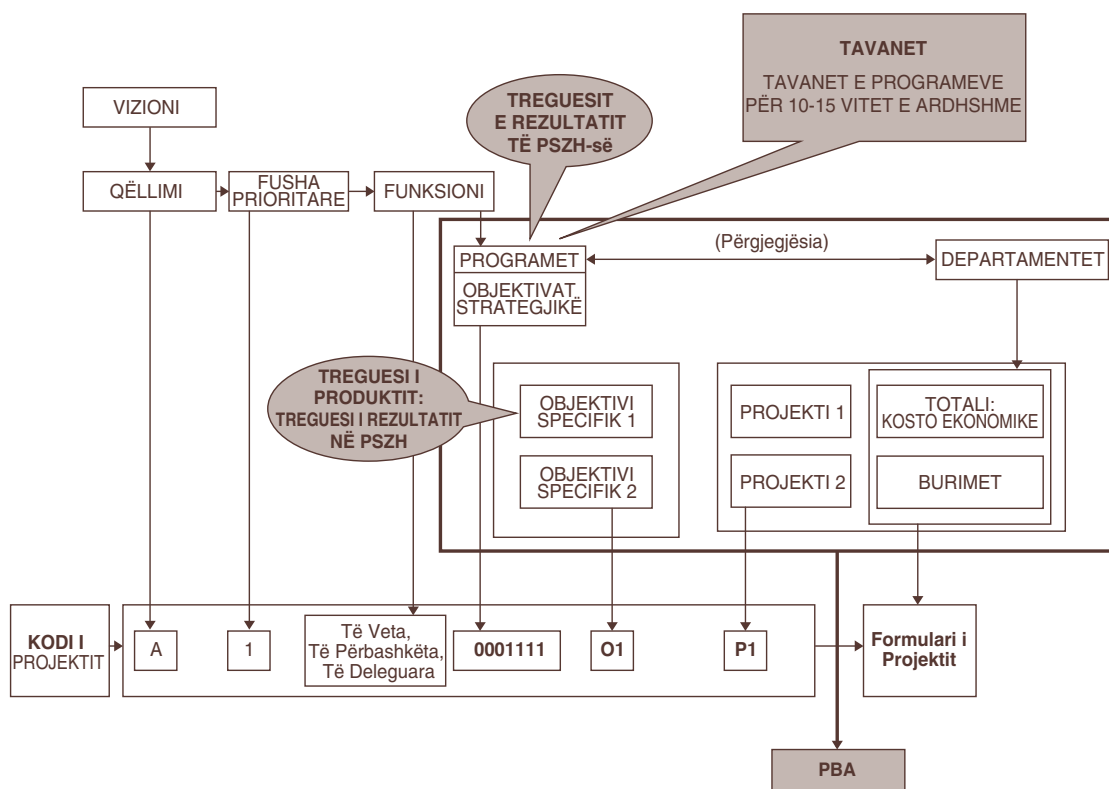 TAVANET
TAVANET E PROGRAMEVE
PËR 10-15 VITET E ARDHSHME
TREGUESIT
E REZULTATIT
TË PSZH-së
VIZIONI
QËLLIMI
FUSHA
PRIORITARE
FUNKSIONI
(Përgjegjësia)
PROGRAMET
OBJEKTIVAT
STRATEGJIKË
DEPARTAMENTET
TREGUESI I
PRODUKTIT:
TREGUESI I REZULTATIT
NË PSZH
OBJEKTIVI
SPECIFIK 1
PROJEKTI 1
TOTALI:
KOSTO EKONOMIKE
OBJEKTIVI
SPECIFIK 2
PROJEKTI 2
BURIMET
KODI I
PROJEKTIT
A
1
Të Veta,
Të Përbashkëta,
Të Deleguara
0001111
O1
P1
Formulari i
Projektit
PBA